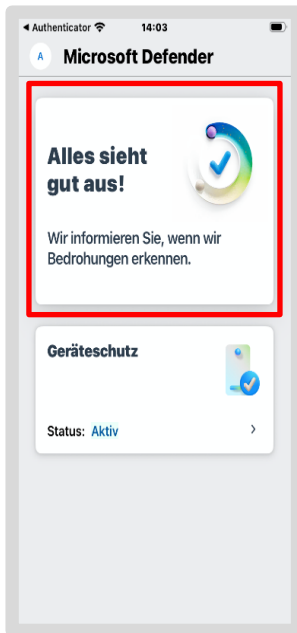 ◀ Authenticator 14:03
A Microsoft Defender
Alles sieht
gut aus!
Wir informieren Sie, wenn wir
Bedrohungen erkennen.
Geräteschutz
Status: Aktiv